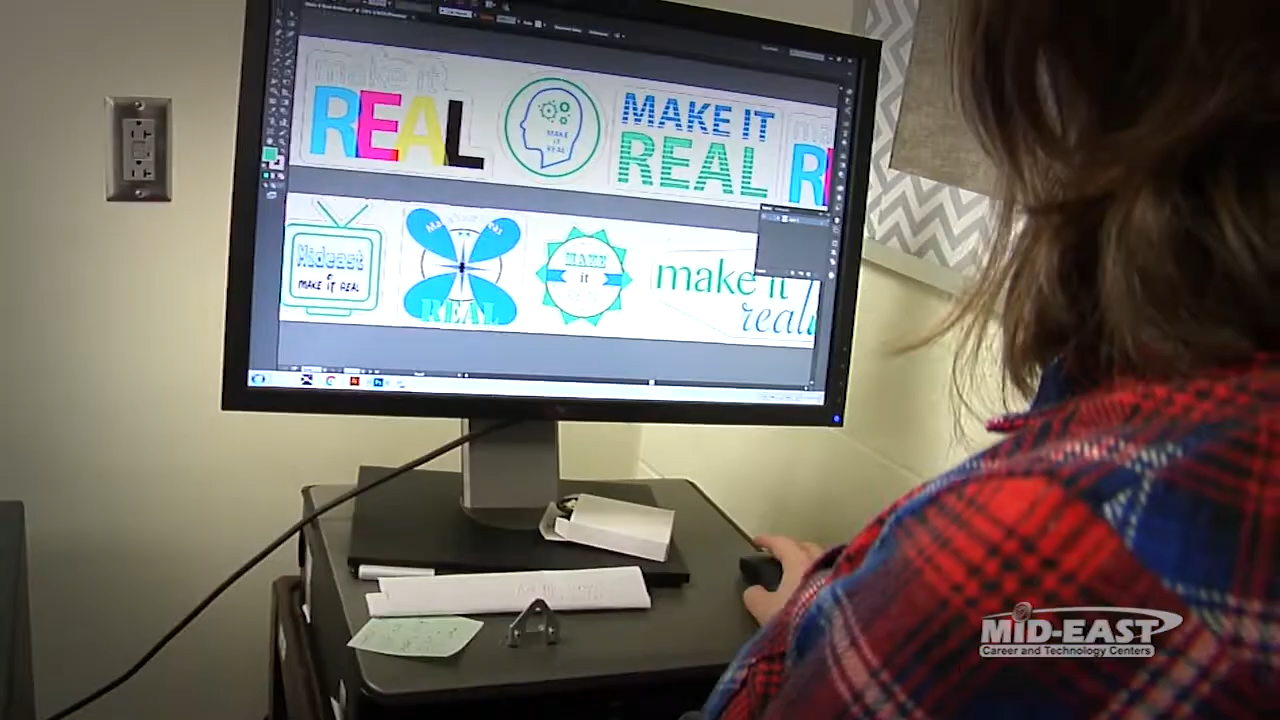 make it
REAL
MAKE
IT
REAL
MAKE IT
REAL
Mideast
MAKE IT REAL
REAL
MAKE
it
make it
real
MID-EAST
Career and Technology Centers